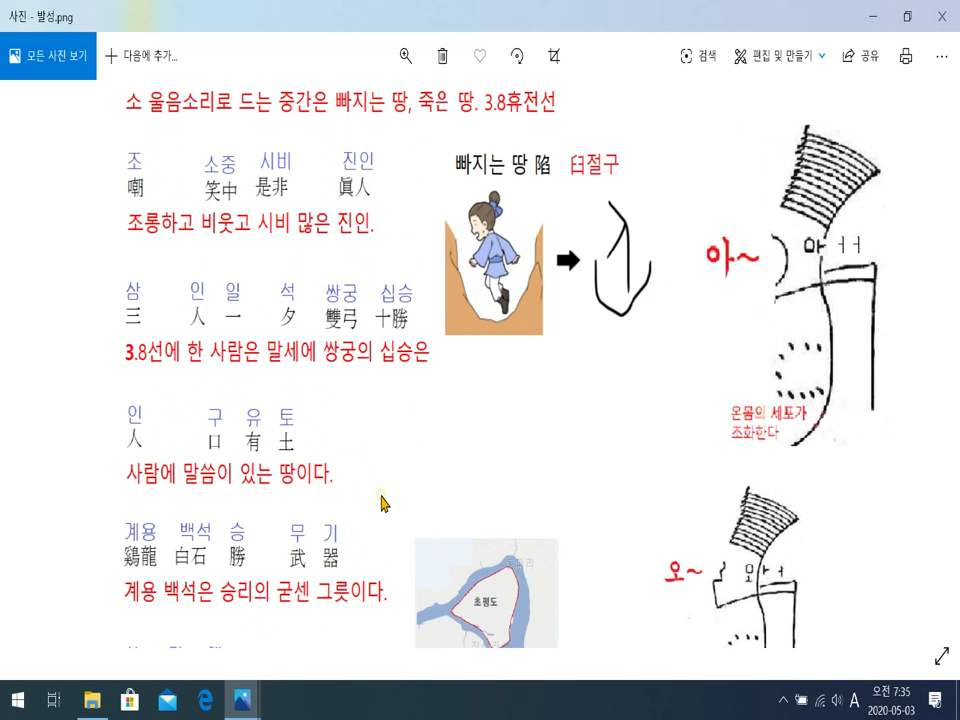 사진 - 발성.png
모든 사진 보기 다음에 추가... 검색 편집 및 만들기 공유
소 울음소리로 드는 중간은 빠지는 땅, 죽은 땅. 3.8휴전선
조 소중 시비 진인
嘲 笑中 是非 眞人
조롱하고 비웃고 시비 많은 진인.
빠지는 땅 陷 臼절구
삼 인 일 석 쌍궁 십승
三 人 一 夕 雙弓 十勝
3.8선에 한 사람은 말세에 쌍궁의 십승은
인 구 유 토
人 口 有 土
사람에 말씀이 있는 땅이다.
계용 백석 승 무 기
鷄龍 白石 勝 武 器
계용 백석은 승리의 굳센 그릇이다.
초평도
아~
온몸의 세포가
조화한다
오~
A 오전 7:35
2020-05-03